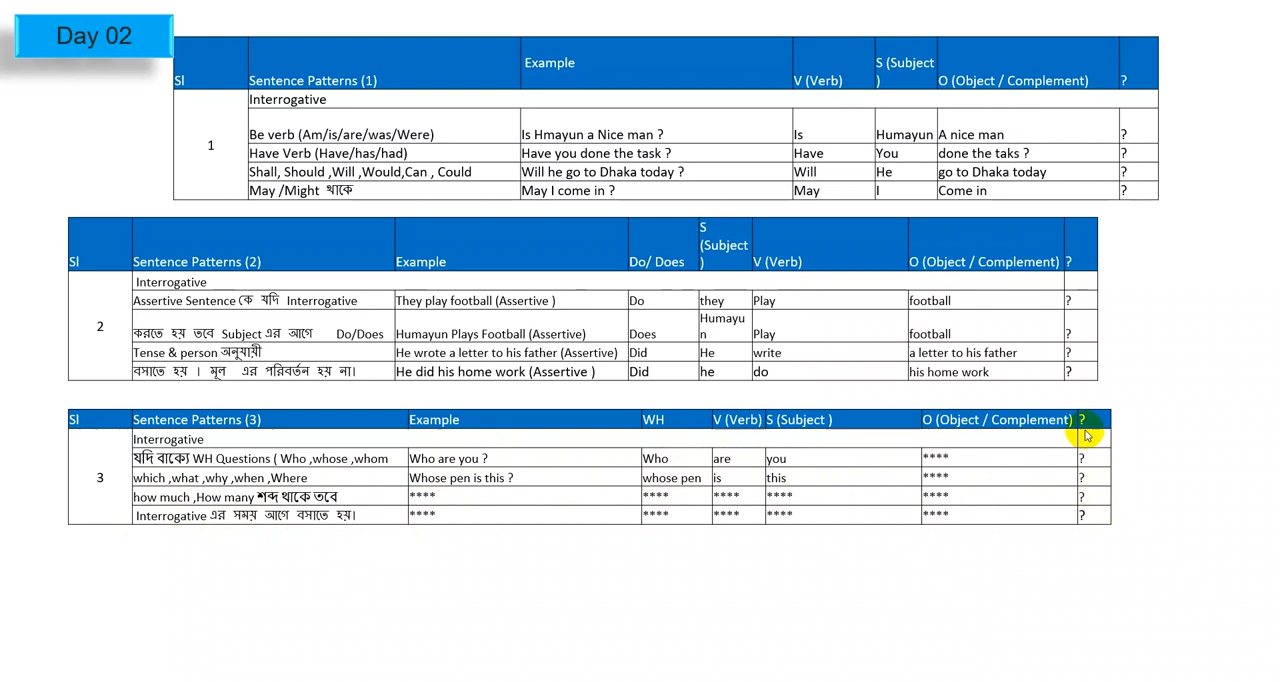 Day 02
Sl Sentence Patterns (1) Example V (Verb) S (Subject ) O (Object / Complement) ?
Interrogative
1
Be verb (Am/is/are/was/Were) Is Hmayun a Nice man ? Is Humayun A nice man ?
Have Verb (Have/has/had) Have you done the task ? Have You done the taks ? ?
Shall, Should ,Will ,Would,Can , Could Will he go to Dhaka today ? Will He go to Dhaka today ?
May /Might থাকে May I come in ? May I Come in ?
Sl Sentence Patterns (2) Example Do/ Does S (Subject ) V (Verb) O (Object / Complement) ?
Interrogative
2
Assertive Sentence কে যদি Interrogative They play football (Assertive ) Do they Play football ?
করতে হয় তবে Subject এর আগে Do/Does Humayun Plays Football (Assertive) Does Humayu n Play football ?
Tense & person অনুযায়ী He wrote a letter to his father (Assertive) Did He write a letter to his father ?
বসাতে হয় । মূল এর পরিবর্তন হয় না। He did his home work (Assertive ) Did he do his home work ?
Sl Sentence Patterns (3) Example WH V (Verb) S (Subject ) O (Object / Complement) ?
Interrogative
3
যদি বাক্যে WH Questions ( Who ,whose ,whom Who are you ? Who are you **** ?
which ,what ,why ,when ,Where Whose pen is this ? whose pen is this **** ?
how much ,How many শব্দ থাকে তবে **** **** **** **** **** ?
Interrogative এর সময় আগে বসাতে হয়। **** **** **** **** **** ?